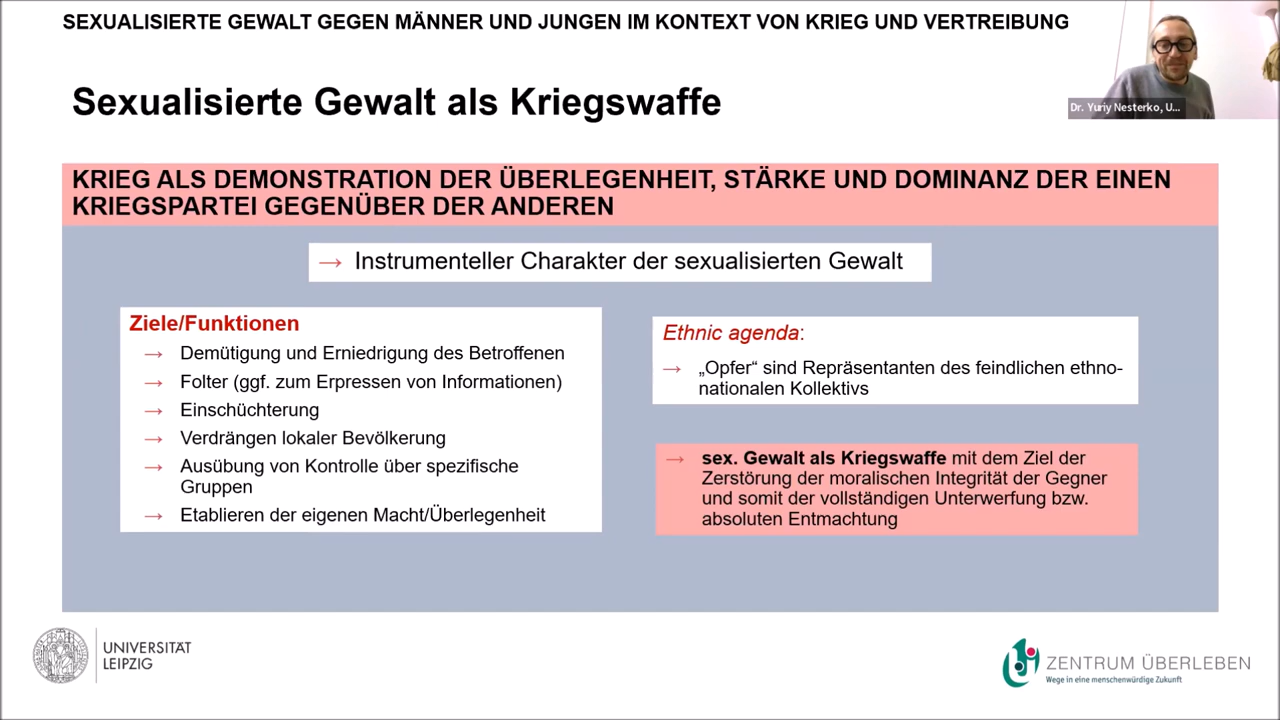 SEXUALISIERTE GEWALT GEGEN MÄNNER UND JUNGEN IM KONTEXT VON KRIEG UND VERTREIBUNG
Dr. Yuriy Nesterko, U...
Sexualisierte Gewalt als Kriegswaffe
KRIEG ALS DEMONSTRATION DER ÜBERLEGENHEIT, STÄRKE UND DOMINANZ DER EINEN
KRIEGSPARTEI GEGENÜBER DER ANDEREN
→ Instrumenteller Charakter der sexualisierten Gewalt
Ziele/Funktionen
→ Demütigung und Erniedrigung des Betroffenen
→ Folter (ggf. zum Erpressen von Informationen)
→ Einschüchterung
→ Verdrängen lokaler Bevölkerung
→ Ausübung von Kontrolle über spezifische
Gruppen
→ Etablieren der eigenen Macht/Überlegenheit
Ethnic agenda:
→ „Opfer“ sind Repräsentanten des feindlichen ethno-
nationalen Kollektivs
→ sex. Gewalt als Kriegswaffe mit dem Ziel der
Zerstörung der moralischen Integrität der Gegner
und somit der vollständigen Unterwerfung bzw.
absoluten Entmachtung
UNIVERSITÄT
LEIPZIG
ZENTRUM ÜBERLEBEN
Wege in eine menschenwürdige Zukunft